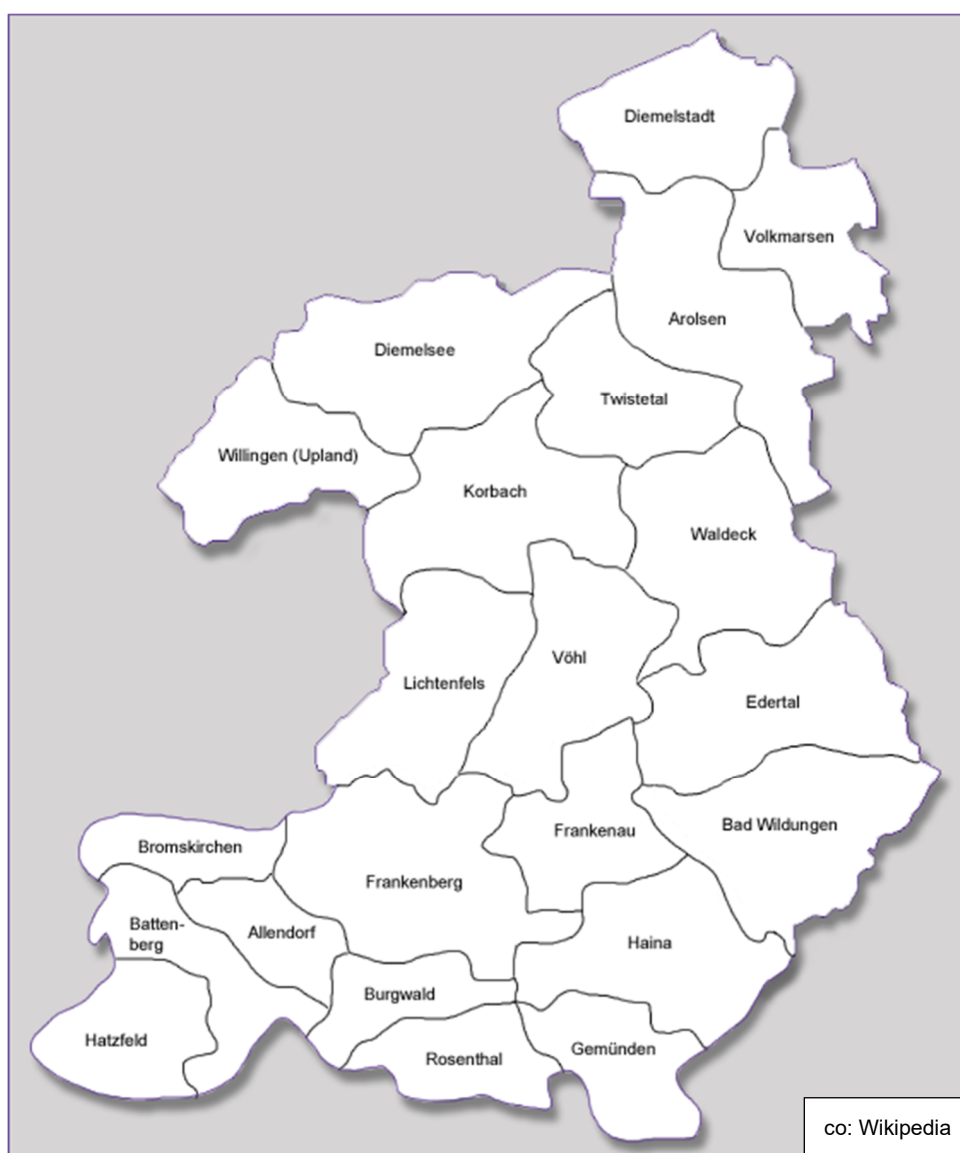 Diemelstadt
Volkmarsen
Arolsen
Diemelsee
Twistetal
Willingen (Upland)
Korbach
Waldeck
Vöhl
Lichtenfels
Edertal
Bad Wildungen
Frankenau
Bromskirchen
Frankenberg
Batten-
berg
Allendorf
Haina
Burgwald
Hatzfeld
Rosenthal
Gemünden
co: Wikipedia